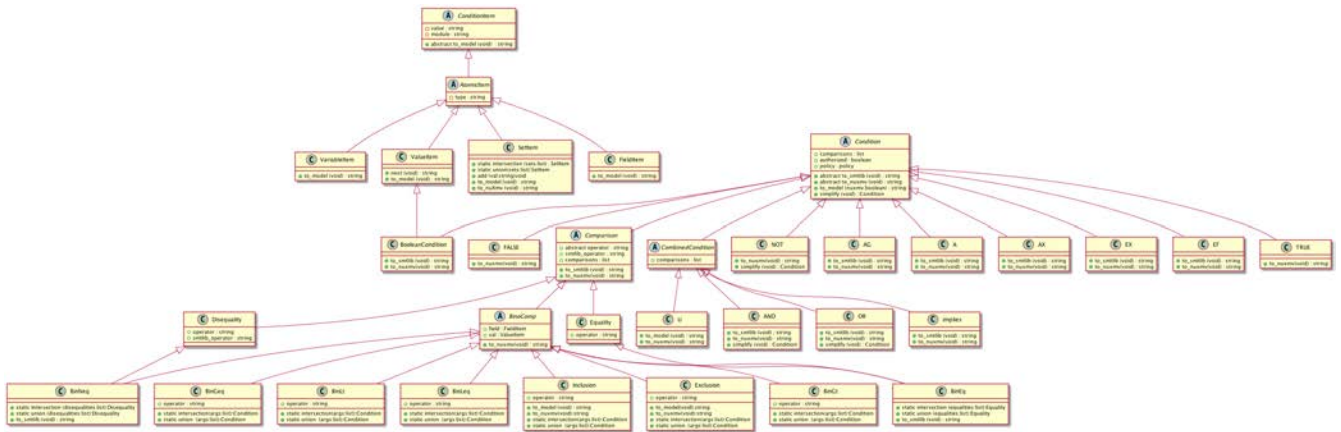 A ConditionItem
value : string
module : string
abstract to_model (void) : string
A AtomsItem
type : string
C VariableItem
to_model (void) : string
C ValueItem
next (void) : string
to_model (void) : string
C SetItem
static intersection (sets list) : SetItem
static union(sets list):SetItem
add (val string)void
to_model (void) : string
to_nuXmv (void) : string
C FieldItem
to_model (void) : string
A Condition
comparisons : list
authorized : boolean
policy : policy
abstract to_smtlib (void) : string
abstract to_nuxmv (void) : string
to_model (nuxmv boolean) : string
simplify (void) : Condition
C BooleanCondition
to_smtlib (void) : string
to_nuxmv (void) : string
C FALSE
to_nuxmv(void) : string
A Comparison
abstract operator : string
smtlib_operator : string
comparisons : list
to_smtlib (void) : string
to_nuxmv (void) : string
A CombinedCondition
comparisons : list
C NOT
to_nuxmv (void) : string
simplify (void) : Condition
C AG
to_smtlib (void) : string
to_nuxmv (void) : string
C A
to_smtlib (void) : string
to_nuxmv (void) : string
C AX
to_smtlib (void) : string
to_nuxmv (void) : string
C EX
to_smtlib (void) : string
to_nuxmv (void) : string
C EF
to_smtlib (void) : string
to_nuxmv (void) : string
C TRUE
to_nuxmv(void) : string
C Disequality
operator : string
smtlib_operator : string
A BaseComp
field : FieldItem
val : ValueItem
to_nuxmv(void) : string
C Equality
operator : string
C U
to_model (void) : string
to_nuxmv (void) : string
C AND
to_smtlib (void) : string
to_nuxmv (void) : string
simplify (void) : Condition
C OR
to_smtlib (void) : string
to_nuxmv (void) : string
simplify (void) : Condition
C implies
to_smtlib (void) : string
to_nuxmv (void) : string
C BinNeq
static intersection (disequalities list):Disequality
static union (disequalities list):Disequality
to_smtlib (void) : string
C BinGeq
operator : string
static intersection(args list):Condition
static union (args list):Condition
C BinLt
operator : string
static intersection (args list):Condition
static union (args list):Condition
C BinLeq
operator : string
static intersection(args list):Condition
static union (args list):Condition
C Inclusion
operator : string
to_model (void) : string
to_nuxmv(void) : string
static intersection(args list):Condition
static union (args list):Condition
C Exclusion
operator : string
to_model(void) : string
to_nuxmv(void) : string
static intersection(args list):Condition
static union (args list):Condition
C BinGt
operator : string
static intersection(args list):Condition
static union (args list):Condition
C BinEq
static intersection (equalities list):Equality
static union (equalities list):Equality
to_smtlib (void) : string